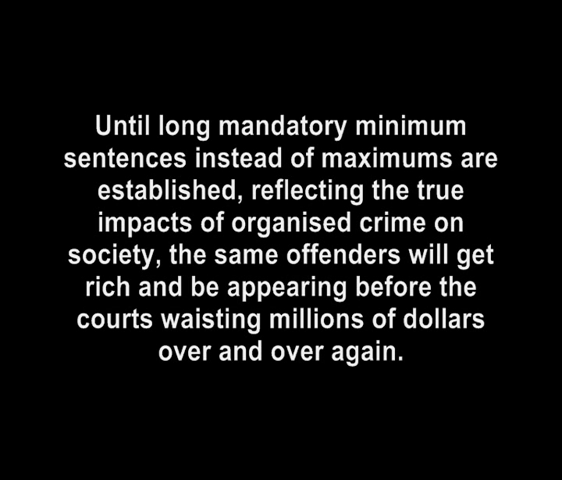 Until long mandatory minimum
sentences instead of maximums are
established, reflecting the true
impacts of organised crime on
society, the same offenders will get
rich and be appearing before the
courts waisting millions of dollars
over and over again.